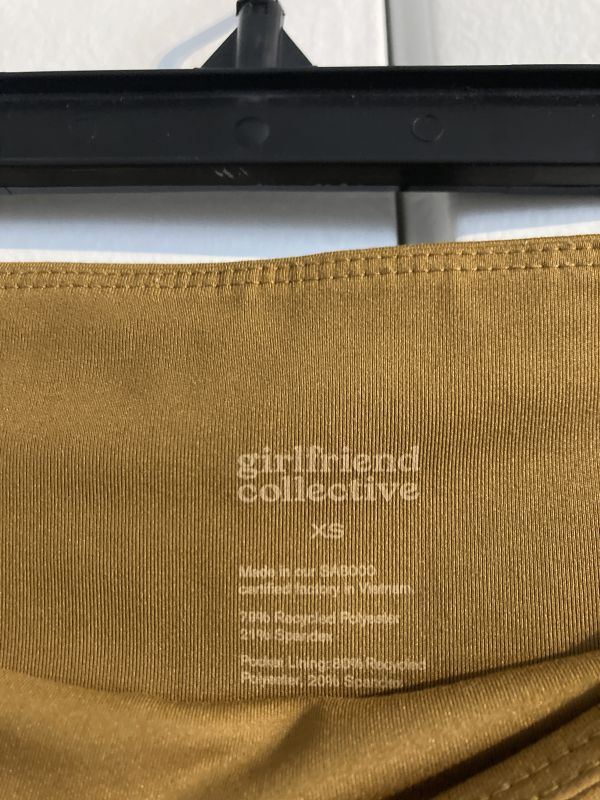 girlfriend
collective
XS
Made in our SA8000
certified factory in Vietnam.
79% Recycled Polyester
21% Spandex
Pocket Lining: 80% Recycled
Polyester, 20% Spandex